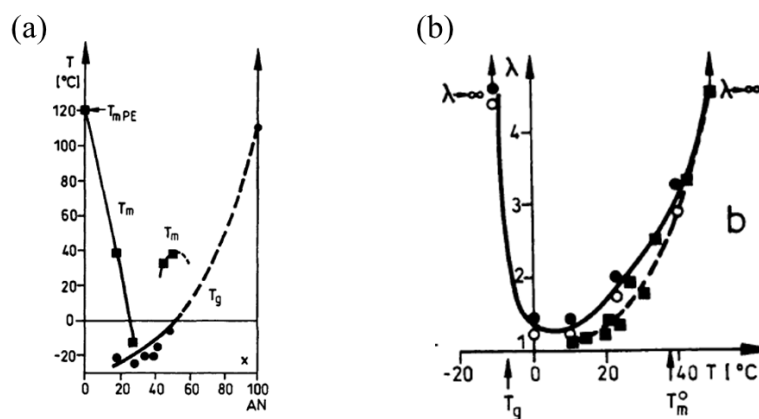 (a)
(b)
T
[°C]
120
100
80
60
40
20
0
-20
T_mPE
T_m
T_m
T_g
x
0 20 40 60 80 100
AN
λ→∞
λ
λ→∞
4
3
2
1
b
-20 0 20 40 T [°C]
T_g
T_m^o